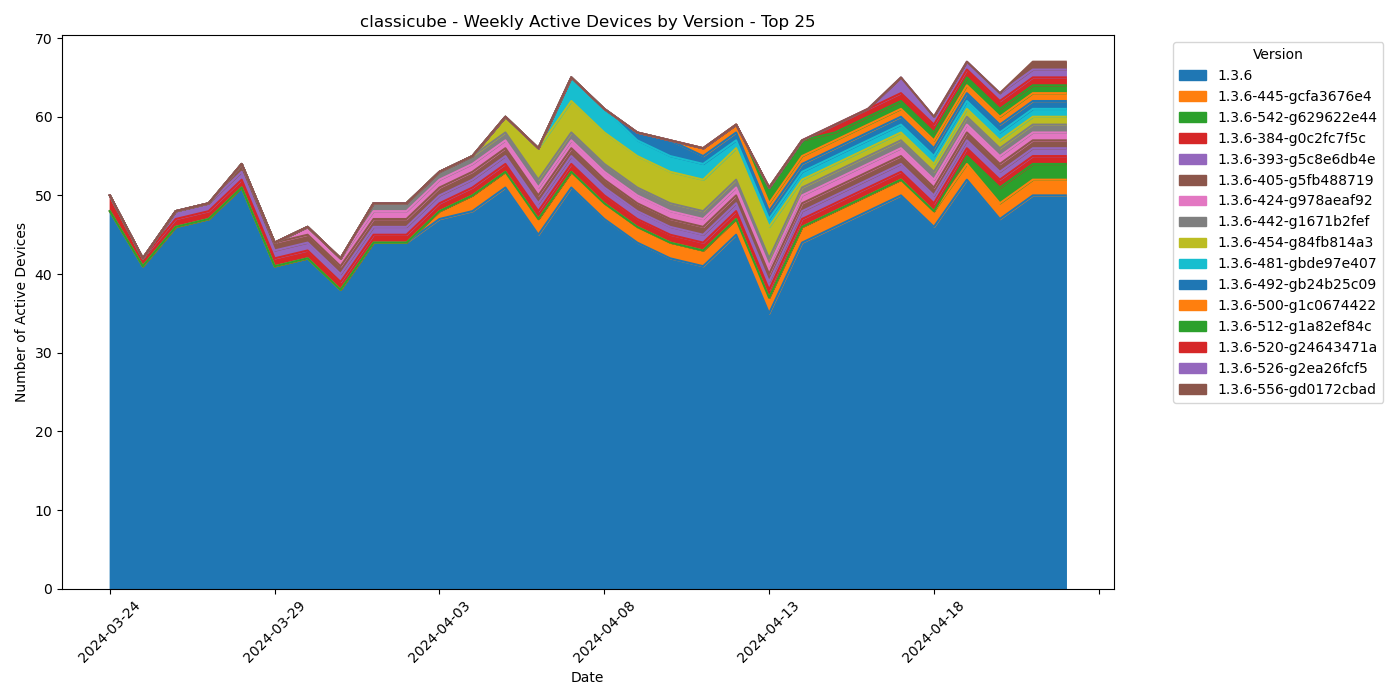 classicube - Weekly Active Devices by Version - Top 25
Number of Active Devices
70
60
50
40
30
20
10
0
2024-03-24
2024-03-29
2024-04-03
2024-04-08
2024-04-13
2024-04-18
Date
Version
1.3.6
1.3.6-445-gcfa3676e4
1.3.6-542-g629622e44
1.3.6-384-g0c2fc7f5c
1.3.6-393-g5c8e6db4e
1.3.6-405-g5fb488719
1.3.6-424-g978aeaf92
1.3.6-442-g1671b2fef
1.3.6-454-g84fb814a3
1.3.6-481-gbde97e407
1.3.6-492-gb24b25c09
1.3.6-500-g1c0674422
1.3.6-512-g1a82ef84c
1.3.6-520-g24643471a
1.3.6-526-g2ea26fcf5
1.3.6-556-gd0172cbad